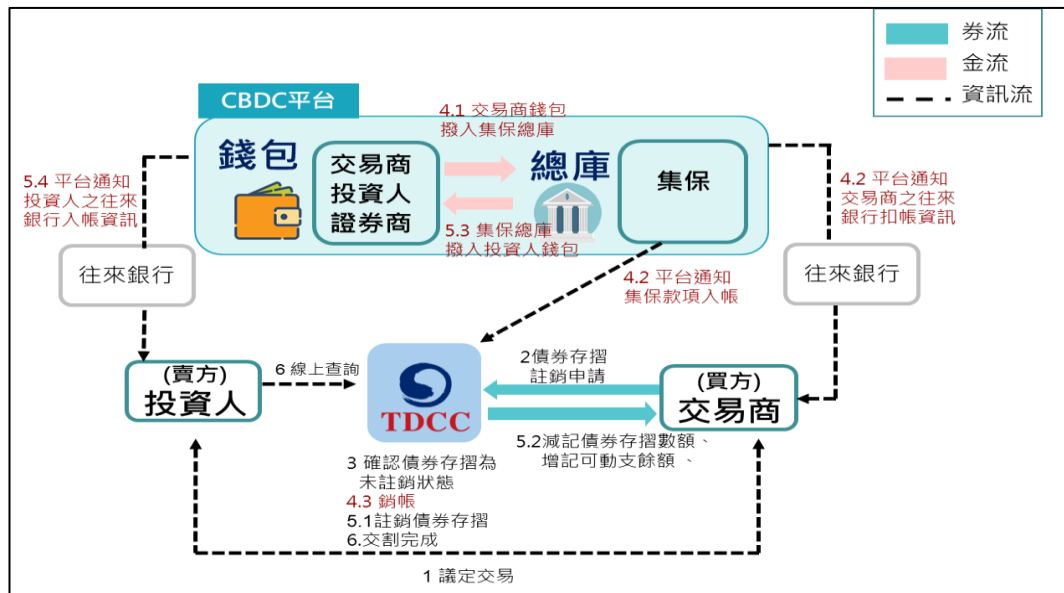 券流
金流
資訊流
CBDC平台
4.1 交易商錢包
撥入集保總庫
錢包
交易商
投資人
證券商
總庫
集保
5.3 集保總庫
撥入投資人錢包
5.4 平台通知
投資人之往來
銀行入帳資訊
4.2 平台通知
交易商之往來
銀行扣帳資訊
往來銀行
往來銀行
4.2 平台通知
集保款項入帳
(賣方)
投資人
6 線上查詢
TDCC
2債券存摺
註銷申請
(買方)
交易商
5.2減記債券存摺數額、
增記可動支餘額 、
3 確認債券存摺為
未註銷狀態
4.3 銷帳
5.1註銷債券存摺
6.交割完成
1 議定交易